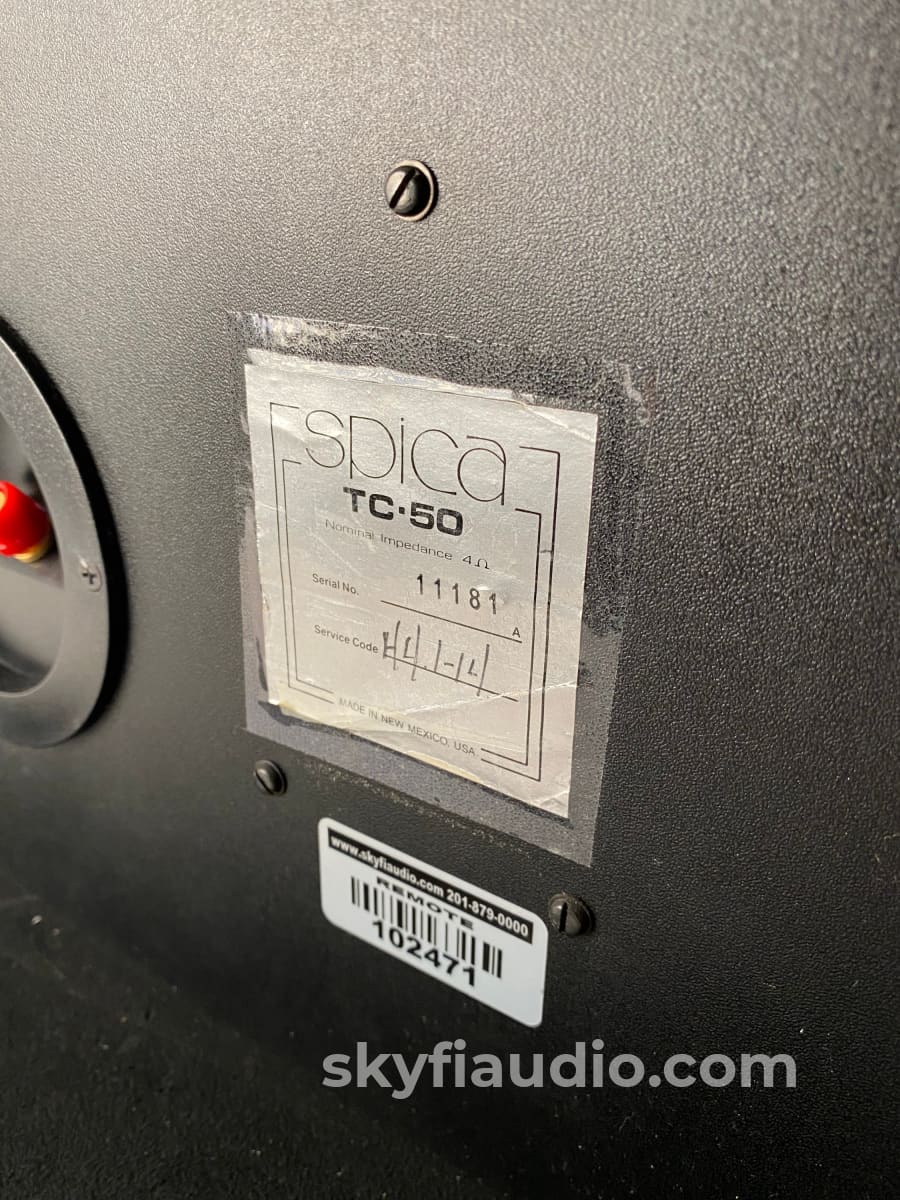 spica
TC·50
Nominal Impedance 4Ω
Serial No. 11181 A
Service Code
MADE IN NEW MEXICO, USA
www.skyfiaudio.com 201-879-0000
REMOTE
102471
skyfiaudio.com